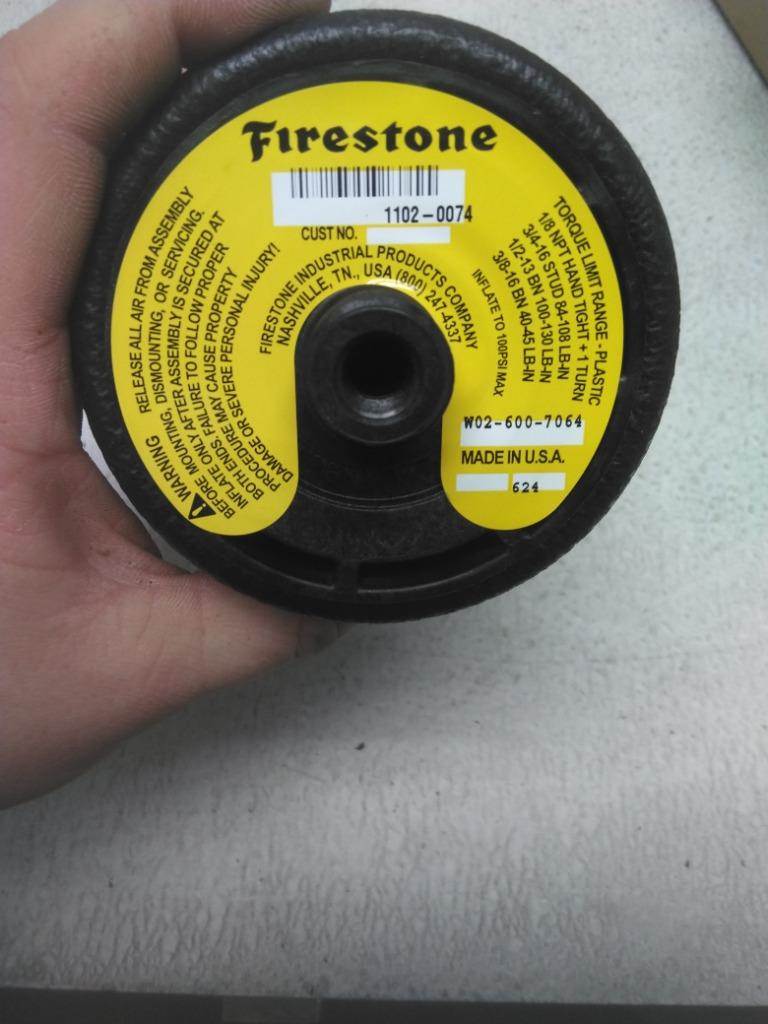 Firestone
1102-0074
CUST NO.
FIRESTONE INDUSTRIAL PRODUCTS COMPANY
NASHVILLE, TN., USA (800) 247-4337
WARNING RELEASE ALL AIR FROM ASSEMBLY
BEFORE MOUNTING, DISMOUNTING, OR SERVICING.
INFLATE ONLY AFTER ASSEMBLY IS SECURED AT
BOTH ENDS. FAILURE TO FOLLOW PROPER
PROCEDURE MAY CAUSE PROPERTY
DAMAGE OR SEVERE PERSONAL INJURY!
TORQUE LIMIT RANGE - PLASTIC
1/8 NPT HAND TIGHT + 1 TURN
3/4-16 STUD 84-108 LB-IN
1/2-13 BN 100-130 LB-IN
3/8-16 BN 40-45 LB-IN
INFLATE TO 100PSI MAX
W02-600-7064
MADE IN U.S.A.
624